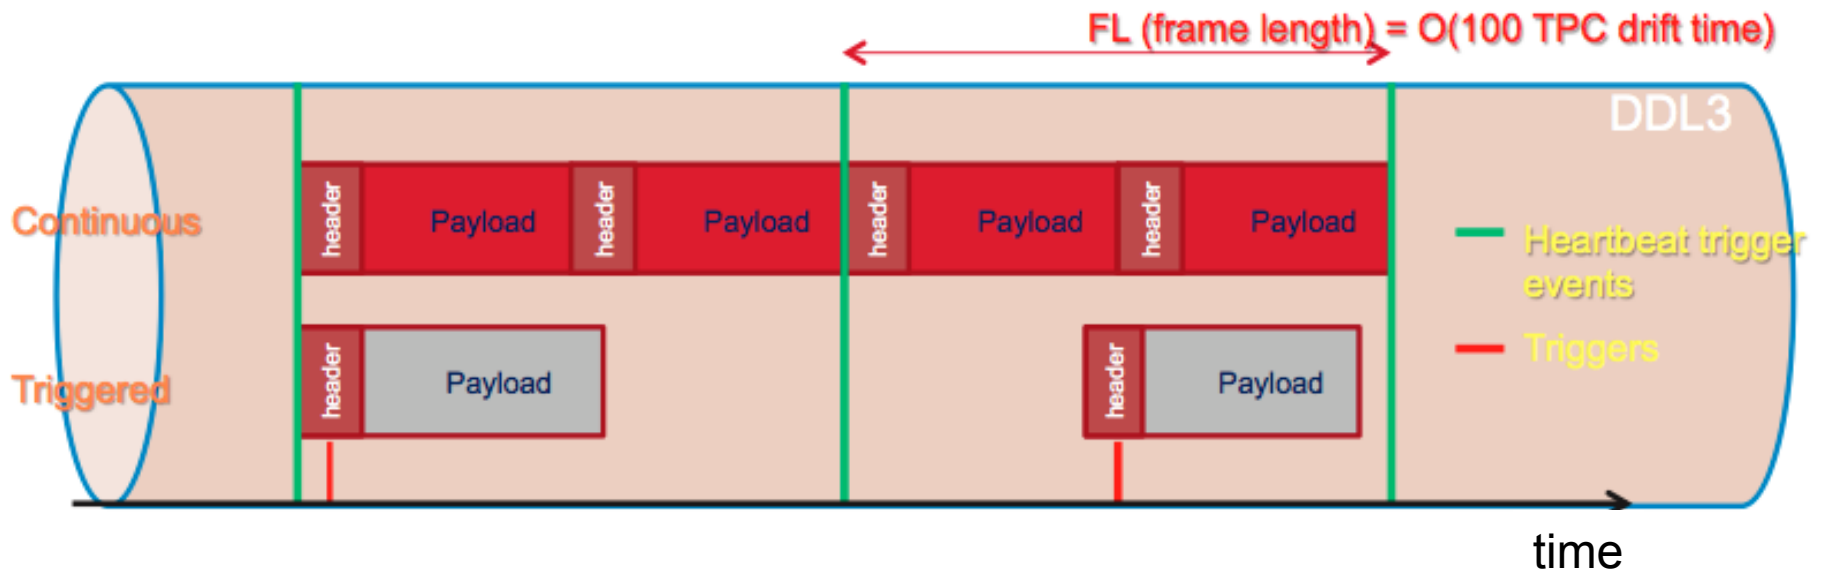 FL (frame length) = O(100 TPC drift time)
DDL3
Continuous
header
Payload
header
Payload
header
Payload
header
Payload
Heartbeat trigger
events
Triggered
header
Payload
header
Payload
Triggers
time